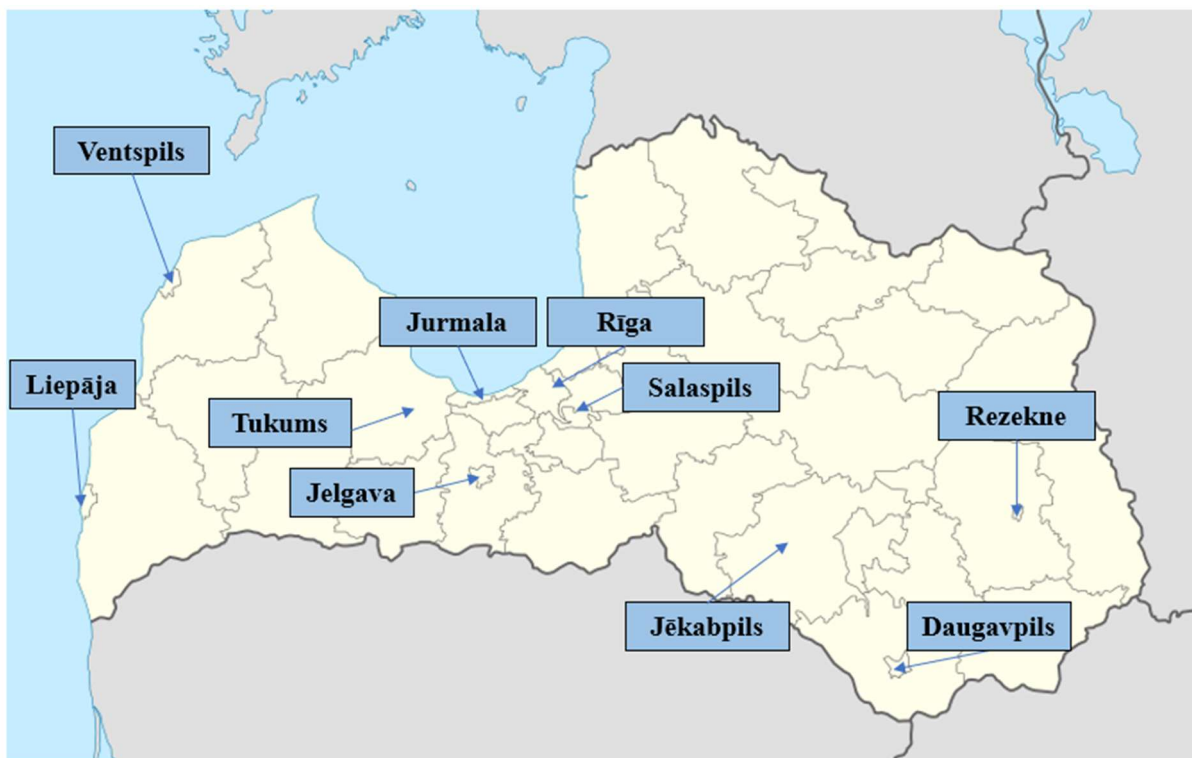 Ventspils
Jurmala
Rīga
Liepāja
Salaspils
Tukums
Rezekne
Jelgava
Jēkabpils
Daugavpils